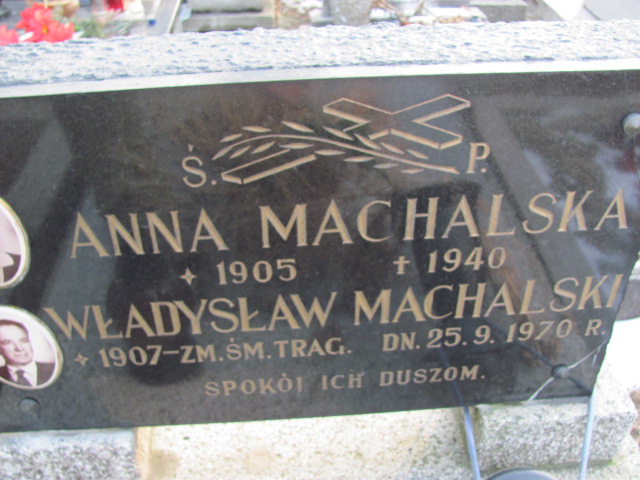 Ś. P.
ANNA MACHALSKA
✦ 1905 ✝ 1940
WŁADYSŁAW MACHALSKI
✦ 1907-ZM. ŚM. TRAG. DN. 25. 9. 1970 R.
SPOKÓJ ICH DUSZOM.